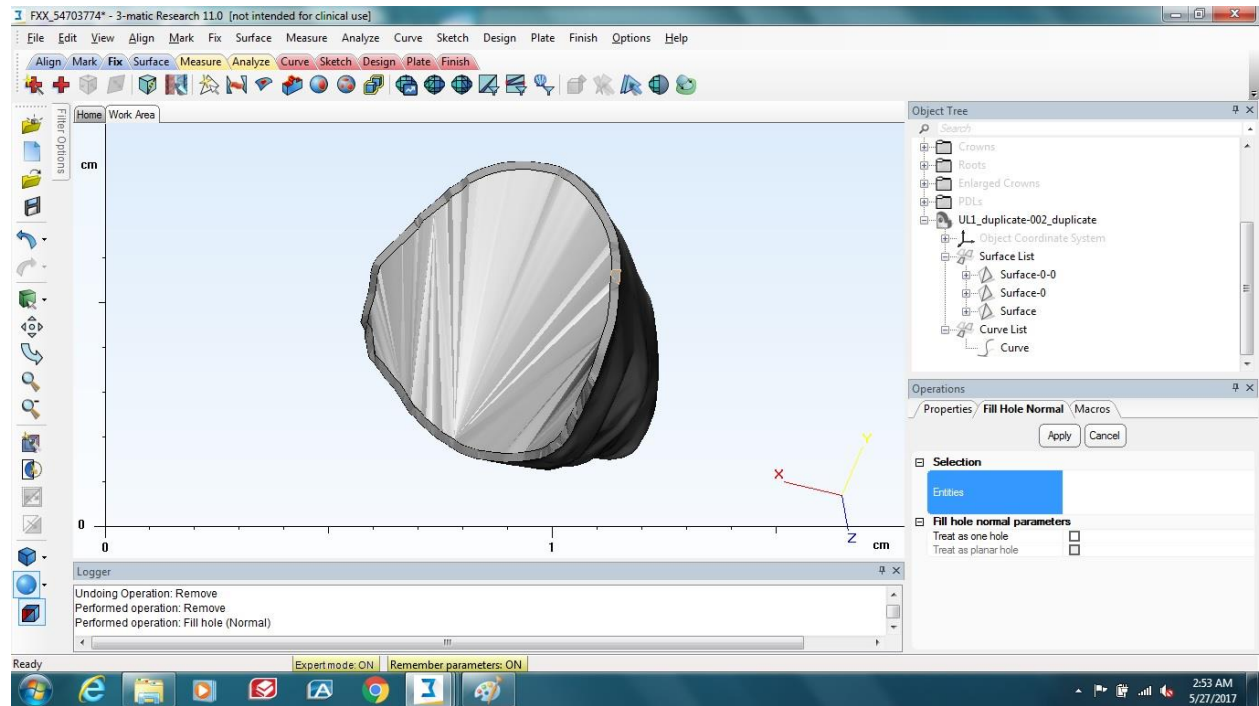 FXX_54703774* - 3-matic Research 11.0 [not intended for clinical use]
File Edit View Align Mark Fix Surface Measure Analyze Curve Sketch Design Plate Finish Options Help
Align Mark Fix Surface Measure Analyze Curve Sketch Design Plate Finish
Filter Options
Home Work Area
cm
0
0 1 cm
X
Y
Z
Object Tree
Search
Crowns
Roots
Enlarged Crowns
PDLs
UL1_duplicate-002_duplicate
Object Coordinate System
Surface List
Surface-0-0
Surface-0
Surface
Curve List
Curve
Operations
Properties Fill Hole Normal Macros
Apply Cancel
Selection
Entities
Fill hole normal parameters
Treat as one hole
Treat as planar hole
Logger
Undoing Operation: Remove
Performed operation: Remove
Performed operation: Fill hole (Normal)
Ready Expert mode: ON Remember parameters: ON
2:53 AM
5/27/2017